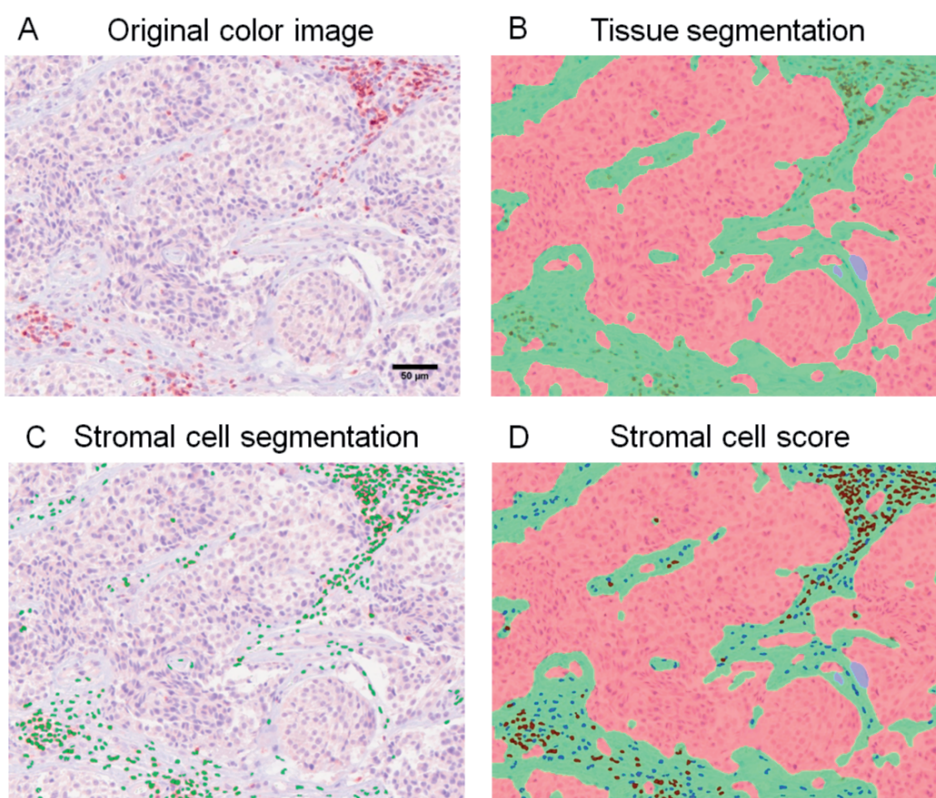 A Original color image
B Tissue segmentation
50 µm
C Stromal cell segmentation
D Stromal cell score